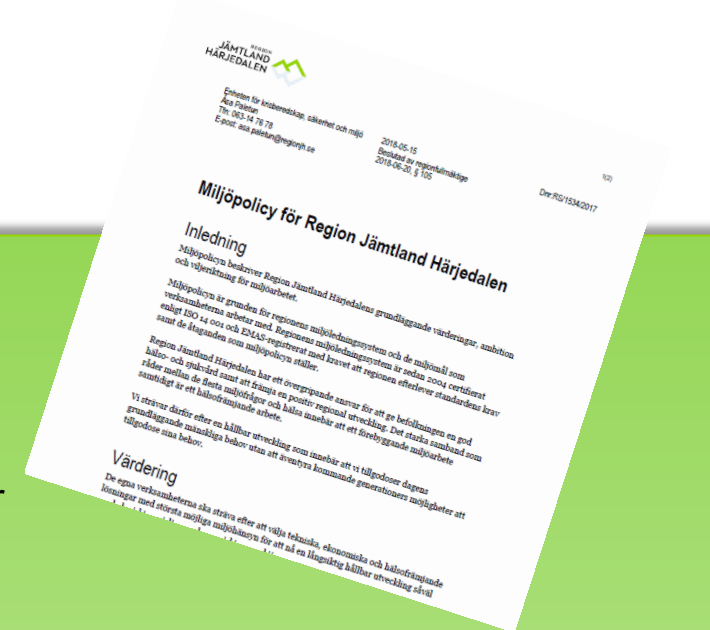 REGION
JÄMTLAND
HÄRJEDALEN
Enheten för krisberedskap, säkerhet och miljö
Åsa Paletun
Tfn: 063-14 76 78
E-post: asa.paletun@regionjh.se
2018-05-15
Beslutad av regionfullmäktige
2018-06-20, § 105
1(2)
Dnr:RS/1534/2017
Miljöpolicy för Region Jämtland Härjedalen
Inledning
Miljöpolicyn beskriver Region Jämtland Härjedalens grundläggande värderingar, ambition
och viljeriktning för miljöarbetet.
Miljöpolicyn är grunden för regionens miljöledningssystem och de miljömål som
verksamheterna arbetar med. Regionens miljöledningssystem är sedan 2004 certifierat
enligt ISO 14 001 och EMAS-registrerat med kravet att regionen efterlever standardens krav
samt de åtaganden som miljöpolicyn ställer.
Region Jämtland Härjedalen har ett övergripande ansvar för att ge befolkningen en god
hälso- och sjukvård samt att främja en positiv regional utveckling. Det starka samband som
råder mellan de flesta miljöfrågor och hälsa innebär att ett förebyggande miljöarbete
samtidigt är ett hälsofrämjande arbete.
Vi strävar därför efter en hållbar utveckling som innebär att vi tillgodoser dagens
grundläggande mänskliga behov utan att äventyra kommande generationers möjligheter att
tillgodose sina behov.
Värdering
De egna verksamheterna ska sträva efter att välja tekniska, ekonomiska och hälsofrämjande
lösningar med största möjliga miljöhänsyn för att nå en långsiktig hållbar utveckling såväl